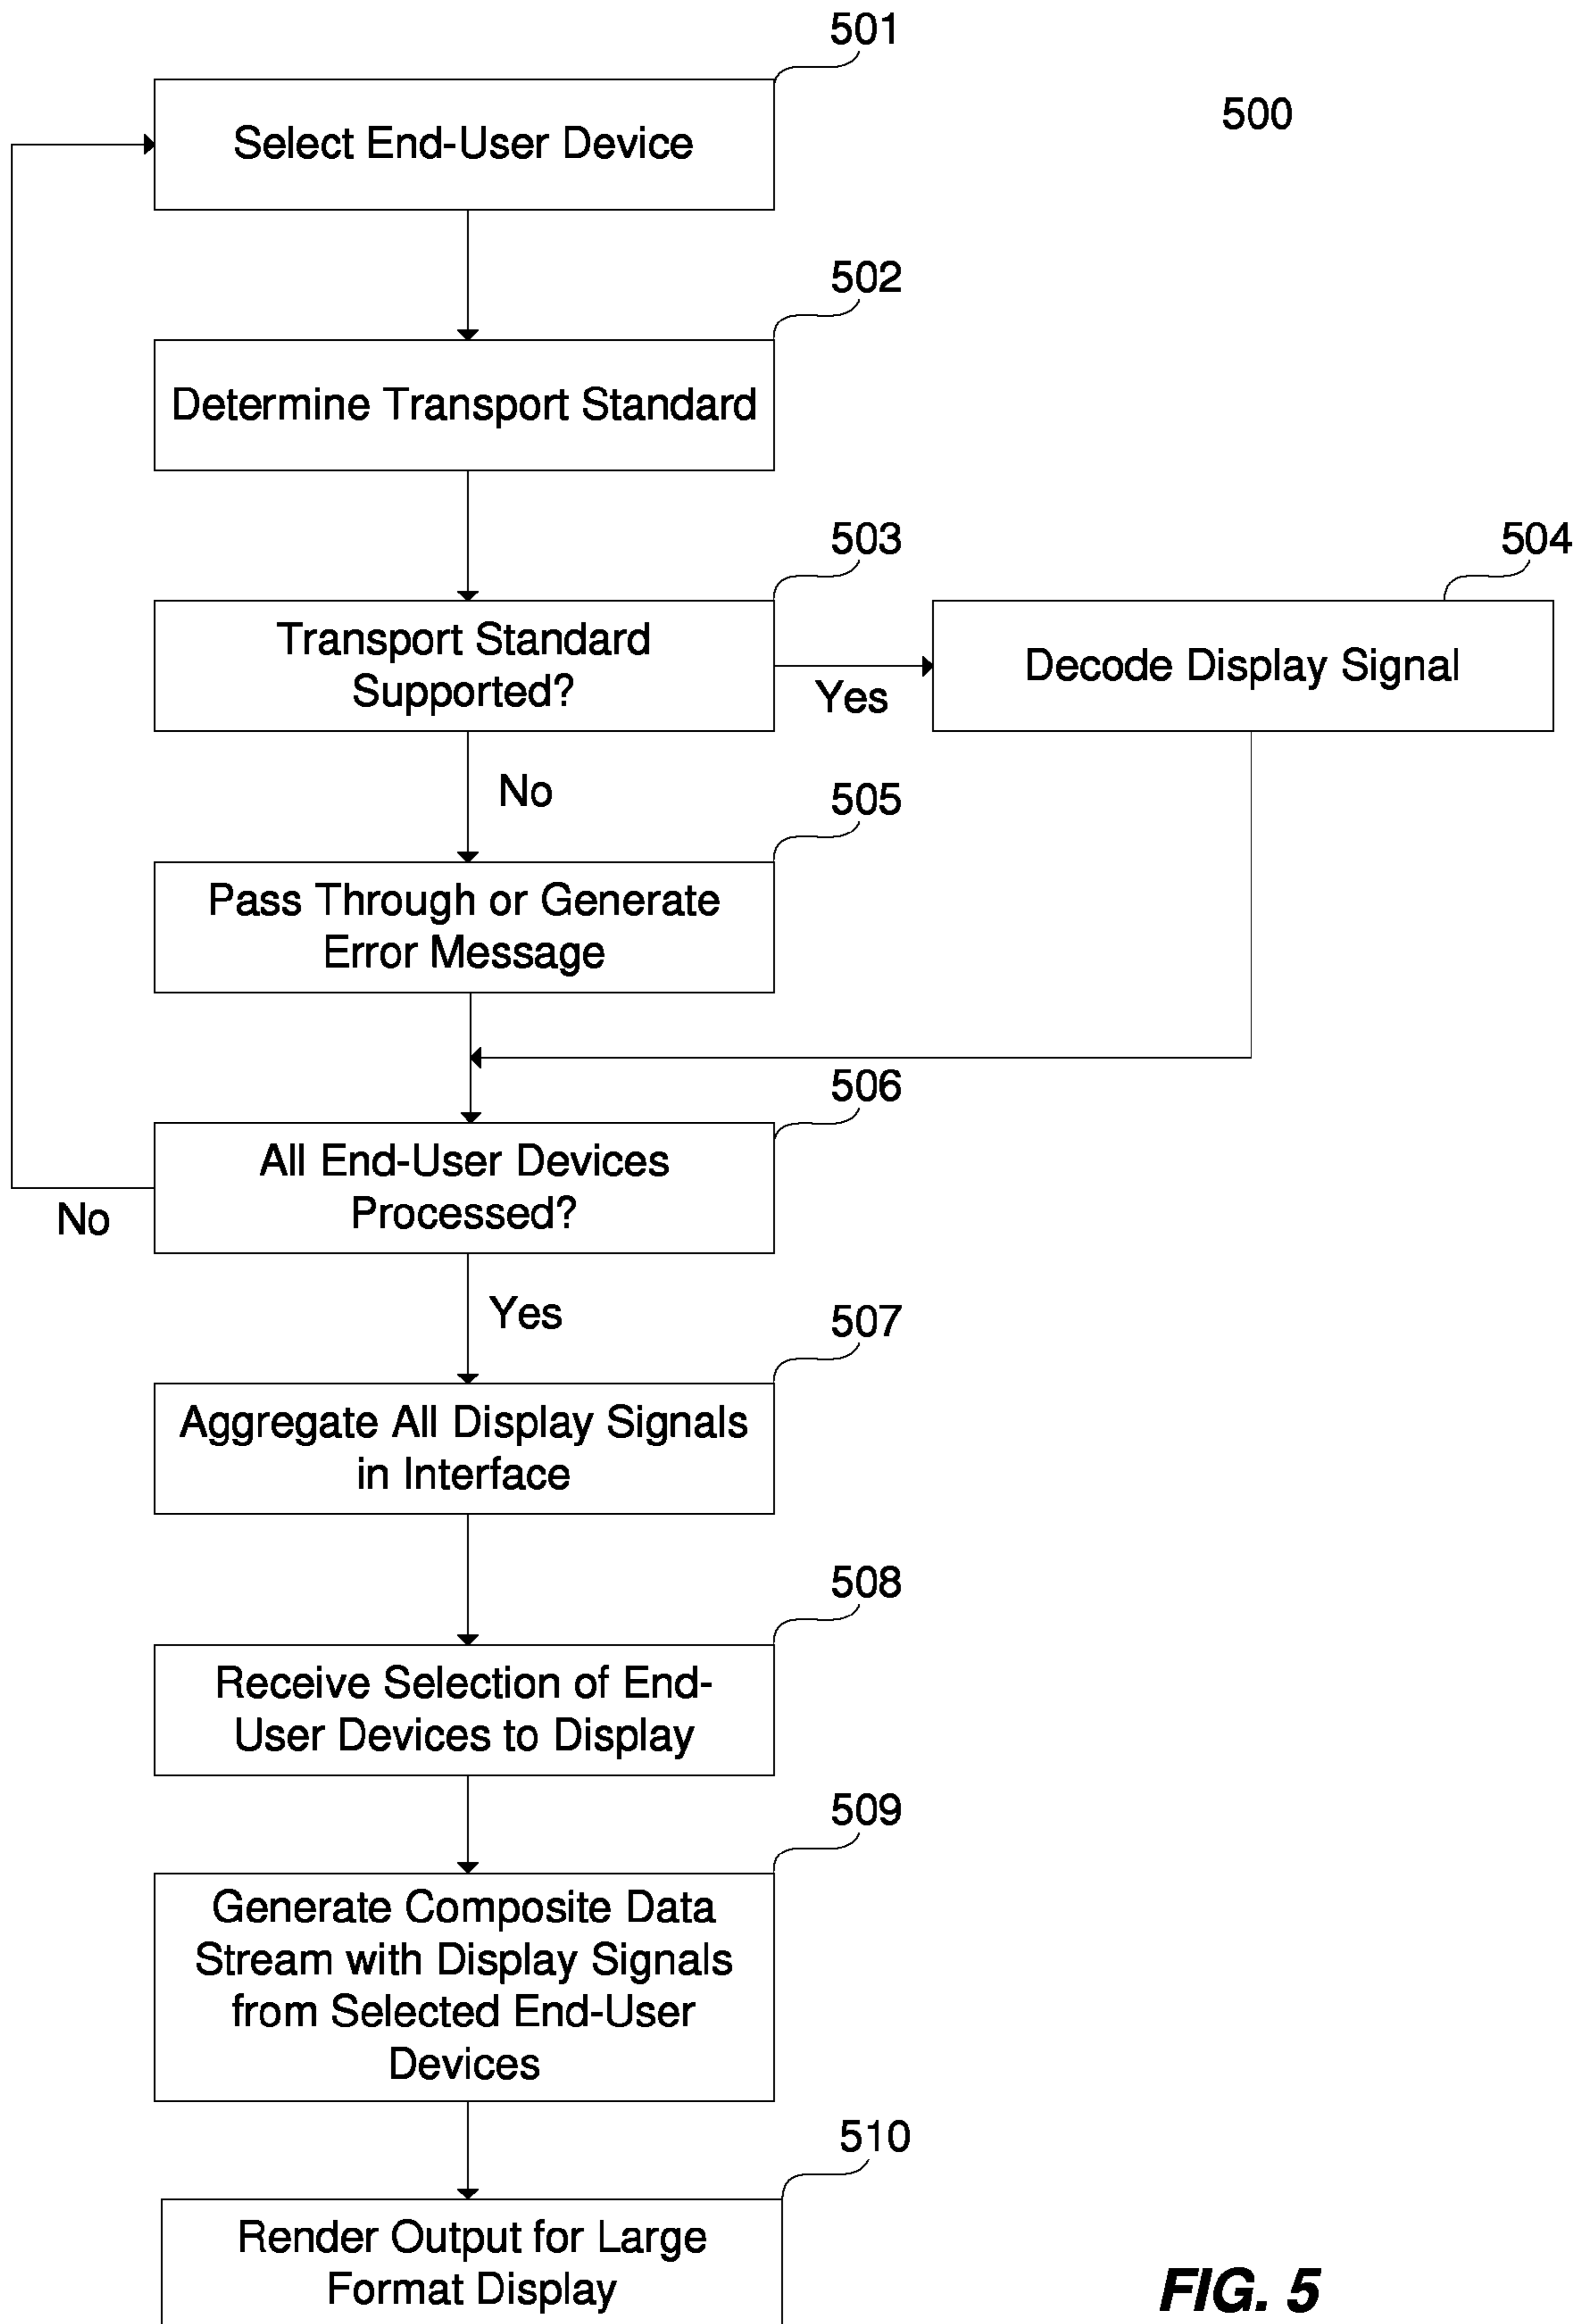 501
500
Select End-User Device
502
Determine Transport Standard
503
504
Transport Standard
Supported?
Decode Display Signal
Yes
No
505
Pass Through or Generate
Error Message
506
All End-User Devices
Processed?
No
Yes
507
Aggregate All Display Signals
in Interface
508
Receive Selection of End-
User Devices to Display
509
Generate Composite Data
Stream with Display Signals
from Selected End-User
Devices
510
Render Output for Large
Format Display
FIG. 5